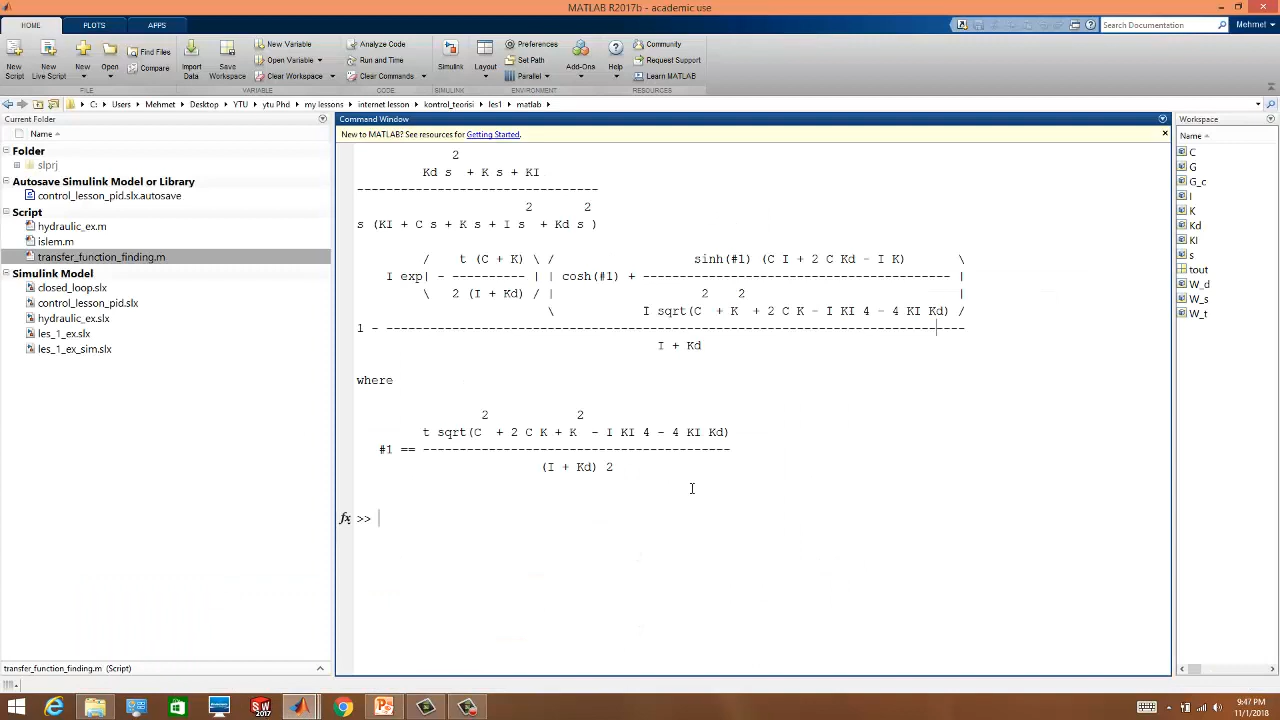 MATLAB R2017b - academic use
HOME PLOTS APPS
Search Documentation
Mehmet
New Script
New Live Script
New
Open
Find Files
Compare
Import Data
Save Workspace
New Variable
Open Variable
Clear Workspace
Analyze Code
Run and Time
Clear Commands
Simulink
Layout
Preferences
Set Path
Parallel
Add-Ons
Help
Community
Request Support
Learn MATLAB
FILE VARIABLE CODE SIMULINK ENVIRONMENT RESOURCES
C: Users Mehmet Desktop YTU ytu Phd my lessons internet lesson kontrol_teorisi les1 matlab
Current Folder
Name
Folder
slprj
Autosave Simulink Model or Library
control_lesson_pid.slx.autosave
Script
hydraulic_ex.m
islem.m
transfer_function_finding.m
Simulink Model
closed_loop.slx
control_lesson_pid.slx
hydraulic_ex.slx
les_1_ex.slx
les_1_ex_sim.slx
transfer_function_finding.m (Script)
Command Window
New to MATLAB? See resources for Getting Started.
2
Kd s + K s + KI
---------------------------------
2 2
s (KI + C s + K s + I s + Kd s )
/ t (C + K) \ / sinh(#1) (C I + 2 C Kd - I K) \
I exp| - ---------- | | cosh(#1) + ------------------------------------------ |
\ 2 (I + Kd) / | 2 2 |
\ I sqrt(C + K + 2 C K - I KI 4 - 4 KI Kd) /
1 - -------------------------------------------------------------------------------
I + Kd
where
2 2
t sqrt(C + 2 C K + K - I KI 4 - 4 KI Kd)
#1 == ------------------------------------------
(I + Kd) 2
fx >>
Workspace
Name
C
G
G_c
I
K
Kd
KI
s
tout
W_d
W_s
W_t
9:47 PM
11/1/2018